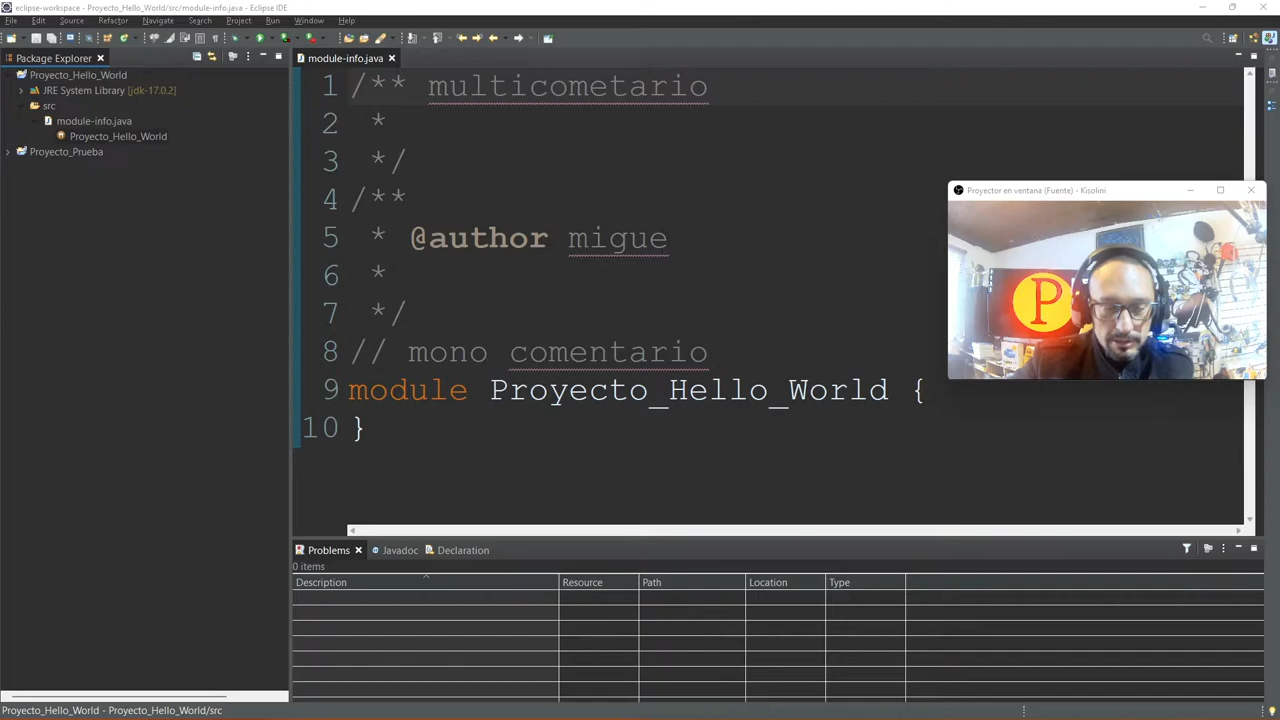 eclipse-workspace - Proyecto_Hello_World/src/module-info.java - Eclipse IDE
File Edit Source Refactor Navigate Search Project Run Window Help
Package Explorer
Proyecto_Hello_World
JRE System Library [jdk-17.0.2]
src
module-info.java
Proyecto_Hello_World
Proyecto_Prueba
module-info.java
1 /** multicometario
2 *
3 */
4 /**
5 * @author migue
6 *
7 */
8 // mono comentario
9 module Proyecto_Hello_World {
10 }
Proyector en ventana (Fuente) - Kisolini
P
Problems Javadoc Declaration
0 items
Description Resource Path Location Type
Proyecto_Hello_World - Proyecto_Hello_World/src